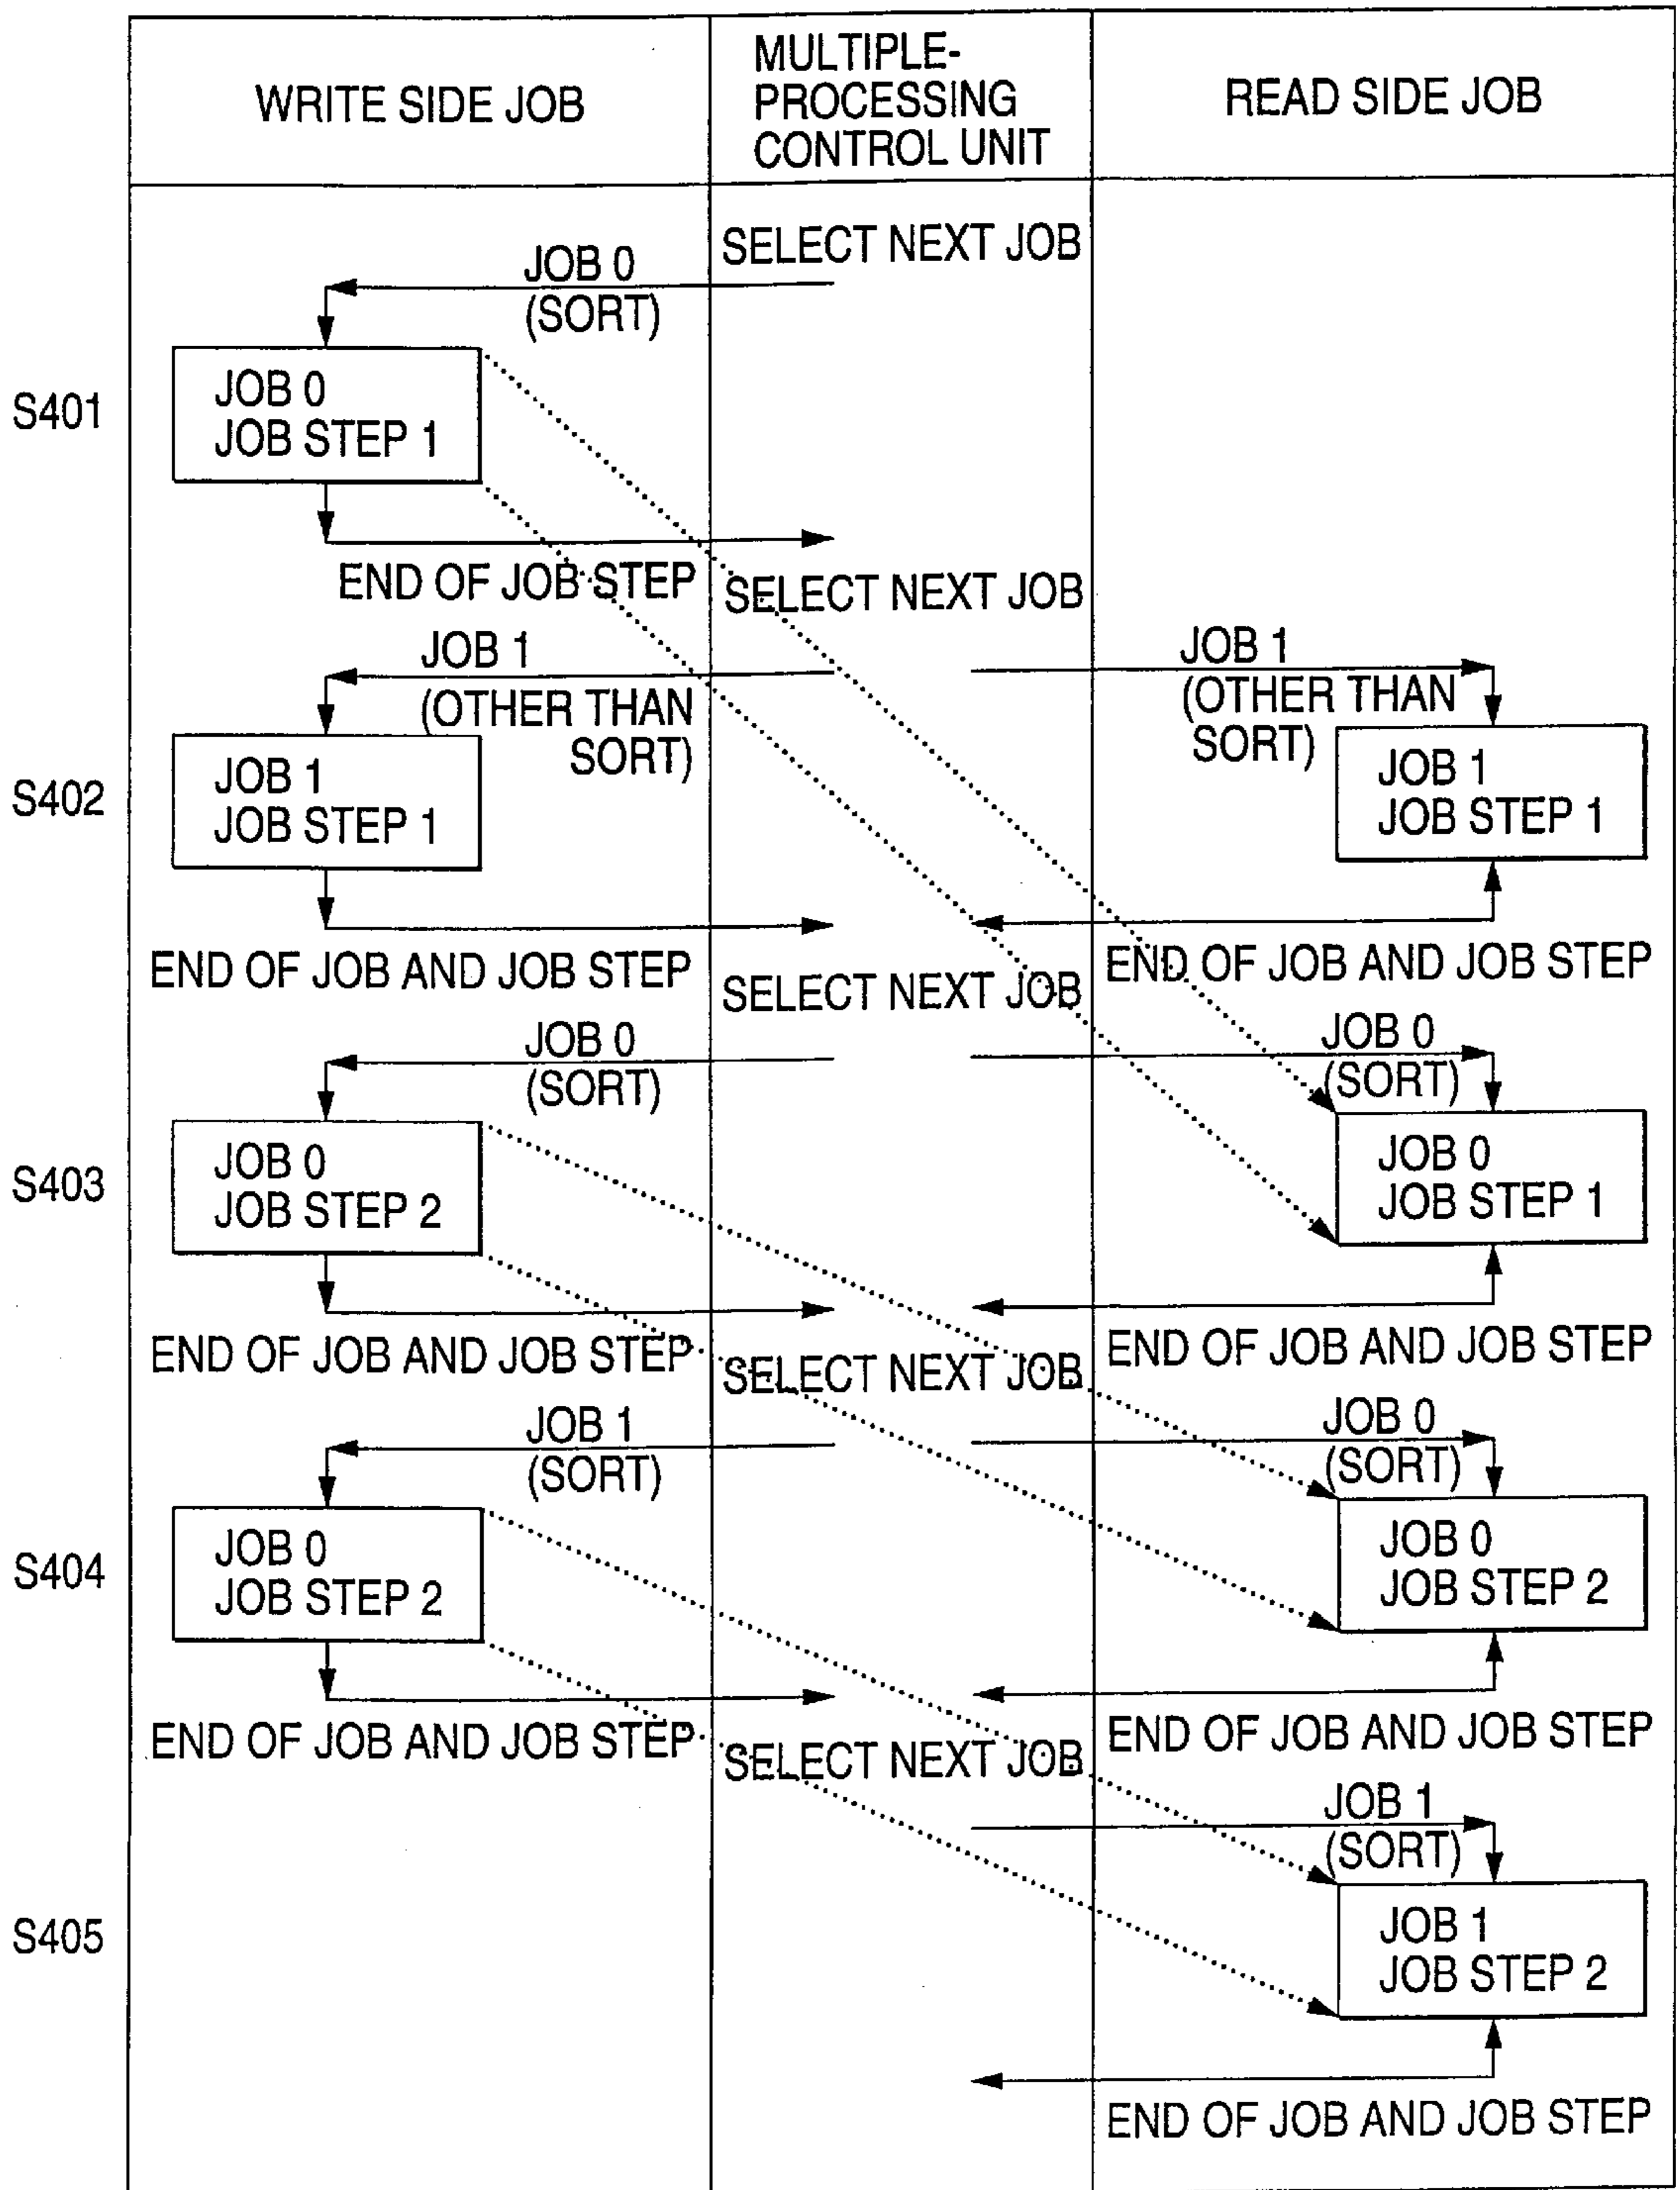 WRITE SIDE JOB
MULTIPLE-
PROCESSING
CONTROL UNIT
READ SIDE JOB
SELECT NEXT JOB
JOB 0
(SORT)
S401
JOB 0
JOB STEP 1
END OF JOB STEP
SELECT NEXT JOB
JOB 1
(OTHER THAN
SORT)
JOB 1
(OTHER THAN
SORT)
S402
JOB 1
JOB STEP 1
JOB 1
JOB STEP 1
END OF JOB AND JOB STEP
SELECT NEXT JOB
END OF JOB AND JOB STEP
JOB 0
(SORT)
JOB 0
(SORT)
S403
JOB 0
JOB STEP 2
JOB 0
JOB STEP 1
END OF JOB AND JOB STEP
SELECT NEXT JOB
END OF JOB AND JOB STEP
JOB 1
(SORT)
JOB 0
(SORT)
S404
JOB 0
JOB STEP 2
JOB 0
JOB STEP 2
END OF JOB AND JOB STEP
SELECT NEXT JOB
END OF JOB AND JOB STEP
JOB 1
(SORT)
S405
JOB 1
JOB STEP 2
END OF JOB AND JOB STEP